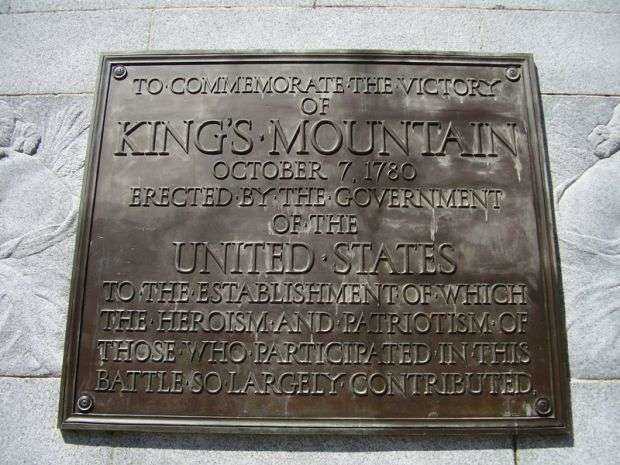 TO·COMMEMORATE·THE·VICTORY
OF
KING'S·MOUNTAIN
OCTOBER 7, 1780
ERECTED·BY·THE·GOVERNMENT
OF·THE
UNITED·STATES
TO·THE·ESTABLISHMENT·OF·WHICH
THE·HEROISM·AND·PATRIOTISM·OF
THOSE·WHO·PARTICIPATED·IN·THIS
BATTLE·SO·LARGELY·CONTRIBUTED